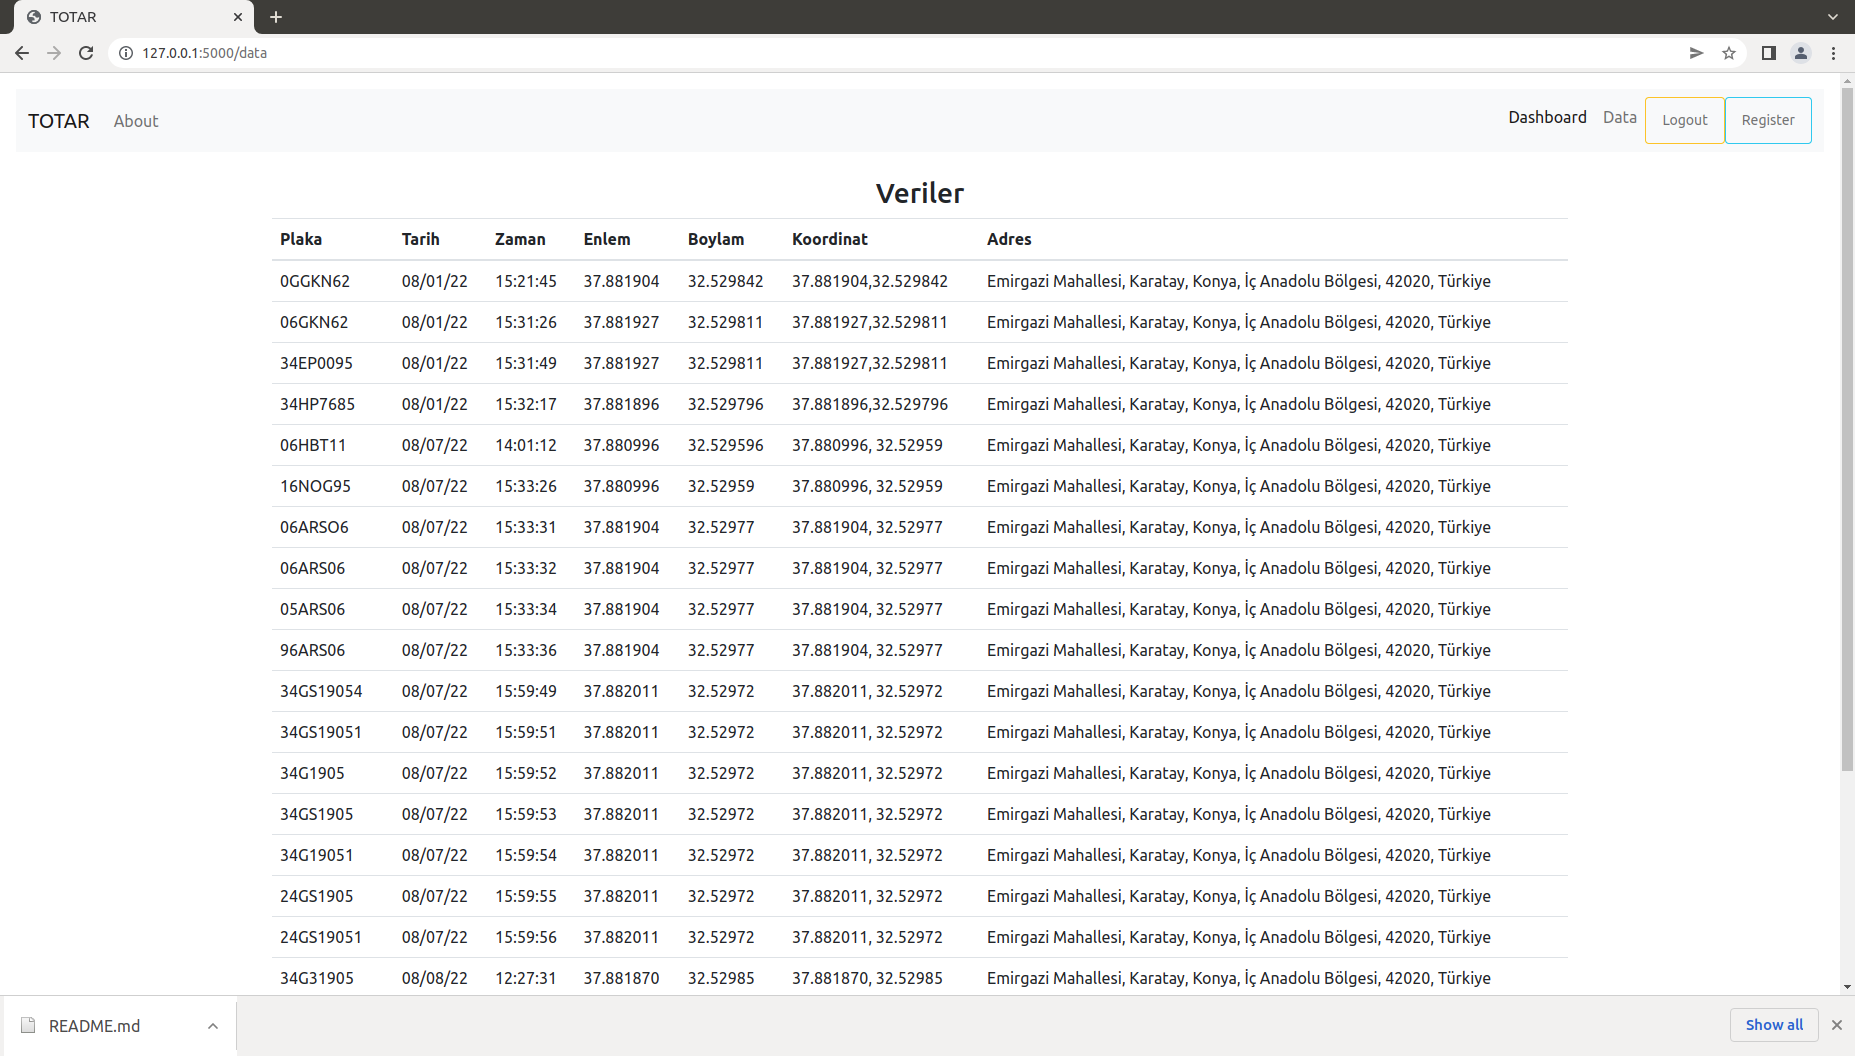 TOTAR
127.0.0.1:5000/data
TOTAR About Dashboard Data Logout Register
Veriler
Plaka Tarih Zaman Enlem Boylam Koordinat Adres
0GGKN62 08/01/22 15:21:45 37.881904 32.529842 37.881904,32.529842 Emirgazi Mahallesi, Karatay, Konya, İç Anadolu Bölgesi, 42020, Türkiye
06GKN62 08/01/22 15:31:26 37.881927 32.529811 37.881927,32.529811 Emirgazi Mahallesi, Karatay, Konya, İç Anadolu Bölgesi, 42020, Türkiye
34EP0095 08/01/22 15:31:49 37.881927 32.529811 37.881927,32.529811 Emirgazi Mahallesi, Karatay, Konya, İç Anadolu Bölgesi, 42020, Türkiye
34HP7685 08/01/22 15:32:17 37.881896 32.529796 37.881896,32.529796 Emirgazi Mahallesi, Karatay, Konya, İç Anadolu Bölgesi, 42020, Türkiye
06HBT11 08/07/22 14:01:12 37.880996 32.529596 37.880996, 32.52959 Emirgazi Mahallesi, Karatay, Konya, İç Anadolu Bölgesi, 42020, Türkiye
16NOG95 08/07/22 15:33:26 37.880996 32.52959 37.880996, 32.52959 Emirgazi Mahallesi, Karatay, Konya, İç Anadolu Bölgesi, 42020, Türkiye
06ARSO6 08/07/22 15:33:31 37.881904 32.52977 37.881904, 32.52977 Emirgazi Mahallesi, Karatay, Konya, İç Anadolu Bölgesi, 42020, Türkiye
06ARS06 08/07/22 15:33:32 37.881904 32.52977 37.881904, 32.52977 Emirgazi Mahallesi, Karatay, Konya, İç Anadolu Bölgesi, 42020, Türkiye
05ARS06 08/07/22 15:33:34 37.881904 32.52977 37.881904, 32.52977 Emirgazi Mahallesi, Karatay, Konya, İç Anadolu Bölgesi, 42020, Türkiye
96ARS06 08/07/22 15:33:36 37.881904 32.52977 37.881904, 32.52977 Emirgazi Mahallesi, Karatay, Konya, İç Anadolu Bölgesi, 42020, Türkiye
34GS19054 08/07/22 15:59:49 37.882011 32.52972 37.882011, 32.52972 Emirgazi Mahallesi, Karatay, Konya, İç Anadolu Bölgesi, 42020, Türkiye
34GS19051 08/07/22 15:59:51 37.882011 32.52972 37.882011, 32.52972 Emirgazi Mahallesi, Karatay, Konya, İç Anadolu Bölgesi, 42020, Türkiye
34G1905 08/07/22 15:59:52 37.882011 32.52972 37.882011, 32.52972 Emirgazi Mahallesi, Karatay, Konya, İç Anadolu Bölgesi, 42020, Türkiye
34GS1905 08/07/22 15:59:53 37.882011 32.52972 37.882011, 32.52972 Emirgazi Mahallesi, Karatay, Konya, İç Anadolu Bölgesi, 42020, Türkiye
34G19051 08/07/22 15:59:54 37.882011 32.52972 37.882011, 32.52972 Emirgazi Mahallesi, Karatay, Konya, İç Anadolu Bölgesi, 42020, Türkiye
24GS1905 08/07/22 15:59:55 37.882011 32.52972 37.882011, 32.52972 Emirgazi Mahallesi, Karatay, Konya, İç Anadolu Bölgesi, 42020, Türkiye
24GS19051 08/07/22 15:59:56 37.882011 32.52972 37.882011, 32.52972 Emirgazi Mahallesi, Karatay, Konya, İç Anadolu Bölgesi, 42020, Türkiye
34G31905 08/08/22 12:27:31 37.881870 32.52985 37.881870, 32.52985 Emirgazi Mahallesi, Karatay, Konya, İç Anadolu Bölgesi, 42020, Türkiye
README.md Show all